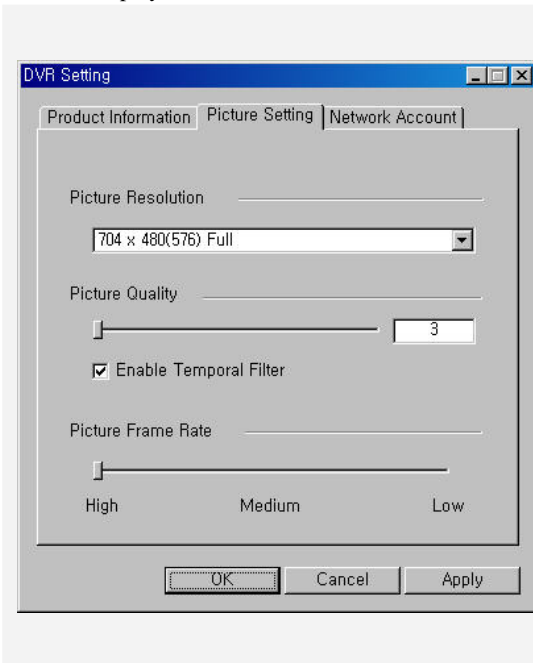 DVR Setting
Product Information Picture Setting Network Account
Picture Resolution
704 x 480(576) Full
Picture Quality
3
Enable Temporal Filter
Picture Frame Rate
High Medium Low
OK Cancel Apply